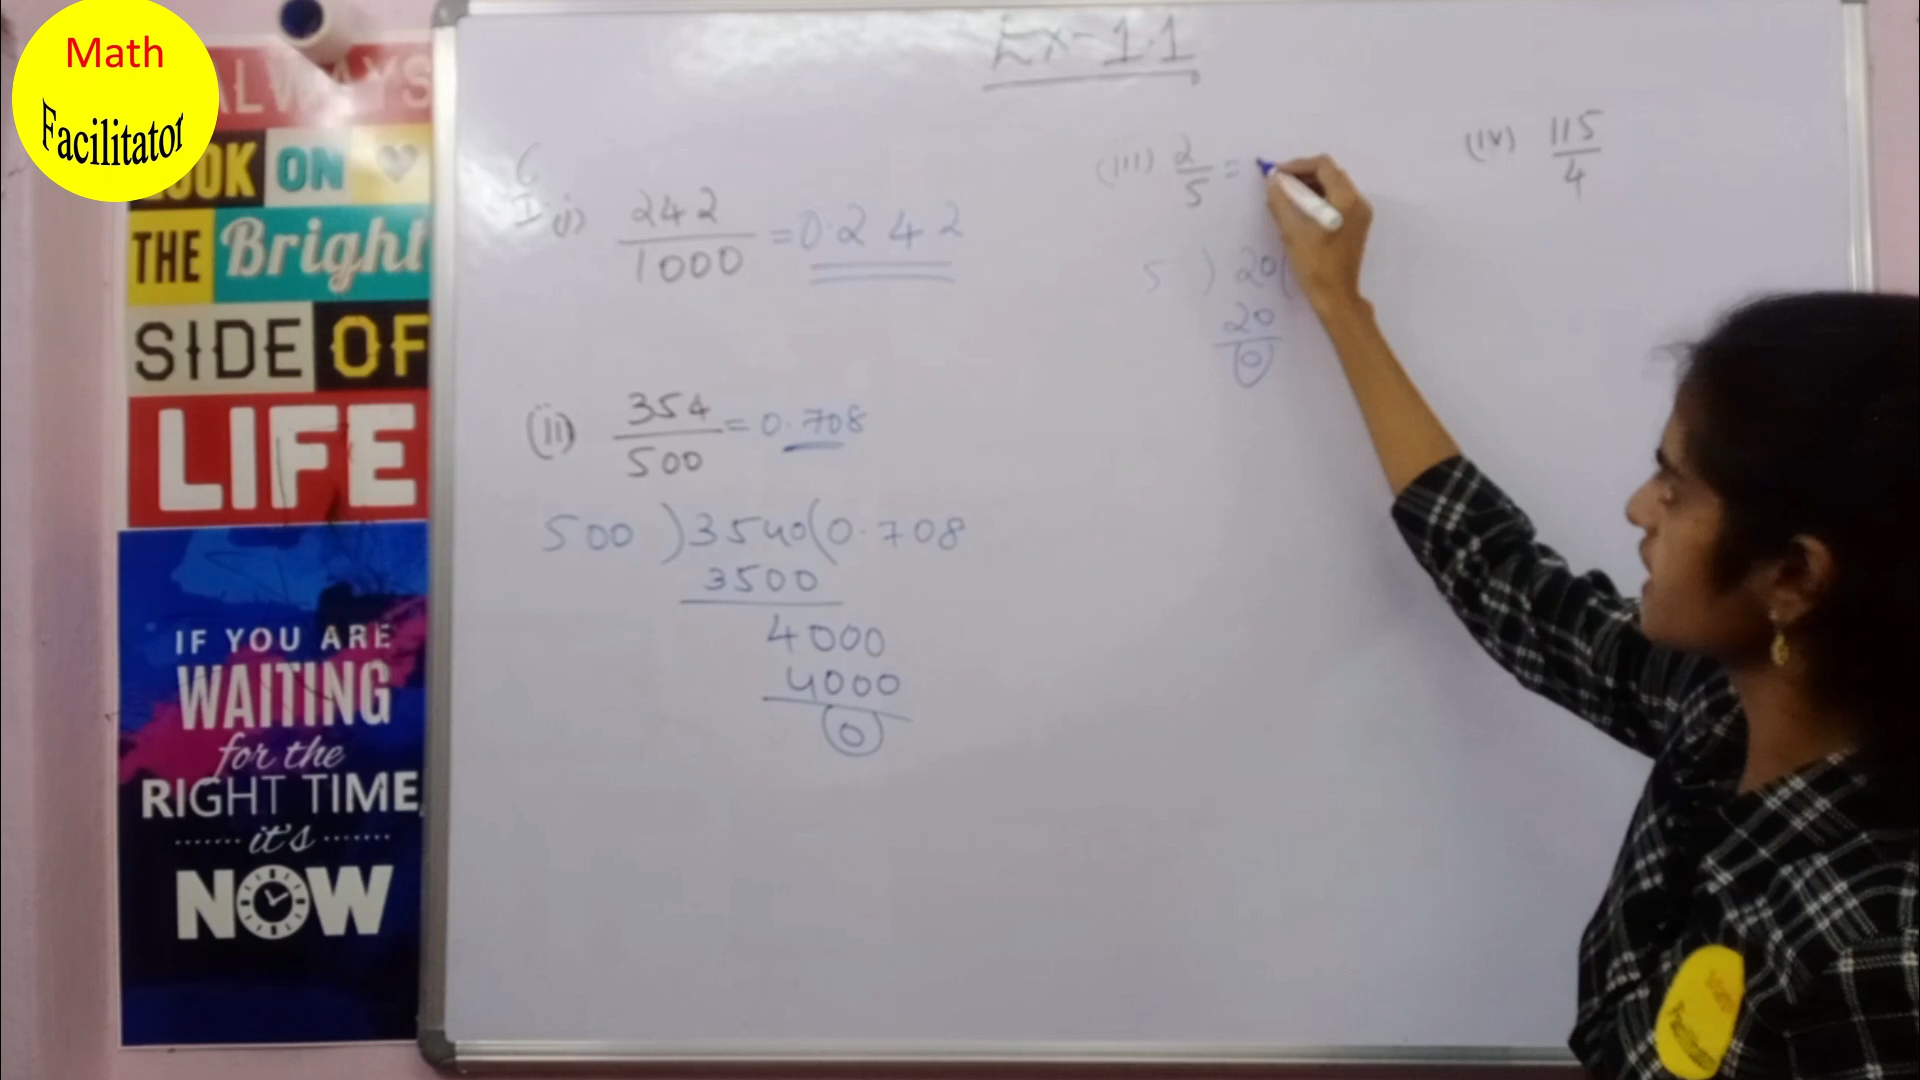 Math
Facilitator
ALWAYS
LOOK ON
THE Bright
SIDE OF
LIFE
IF YOU ARE
WAITING
for the
RIGHT TIME,
it's
NOW
Ex-1.1
I (i) 242/1000 = 0.242
(ii) 354/500 = 0.708
500 ) 3540 ( 0.708
3500
4000
4000
0
(iii) 2/5 =
5 ) 20 (
20
0
(iv) 115/4